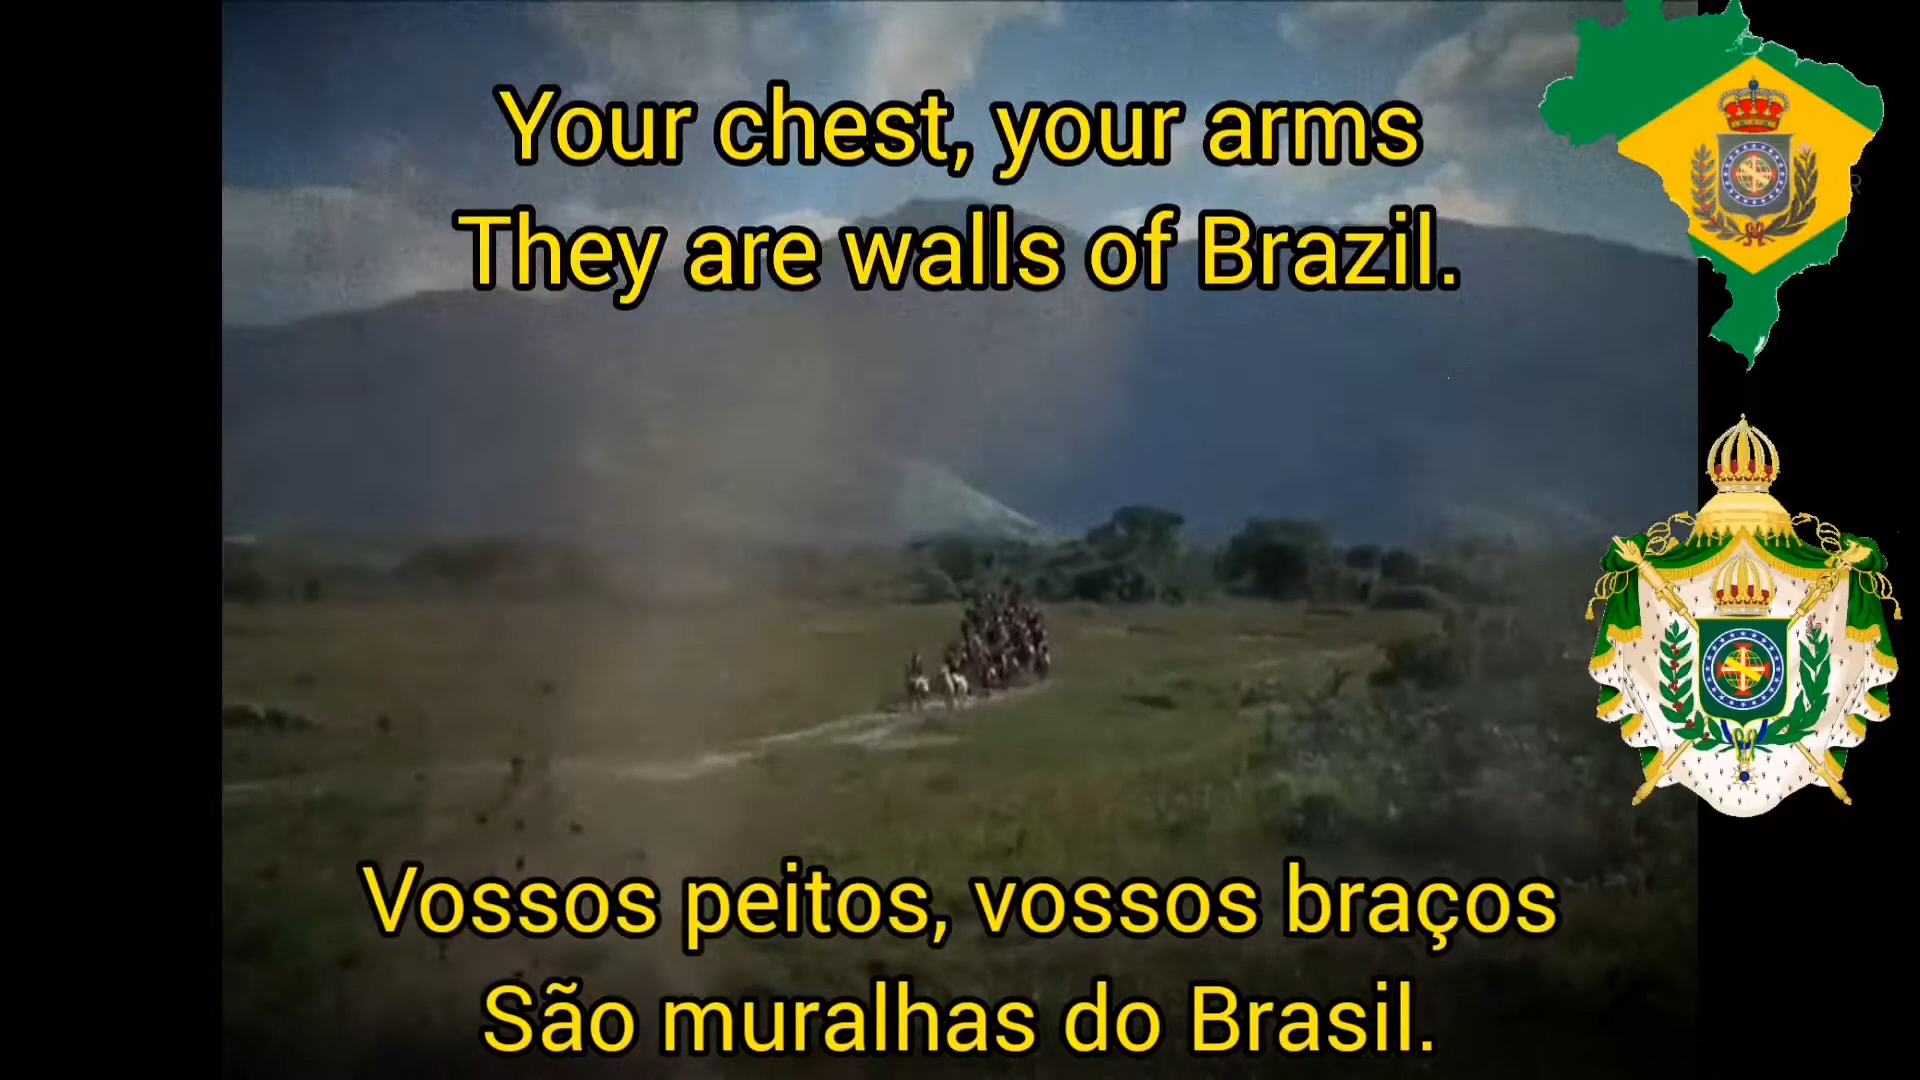 Your chest, your arms
They are walls of Brazil.
Vossos peitos, vossos braços
São muralhas do Brasil.